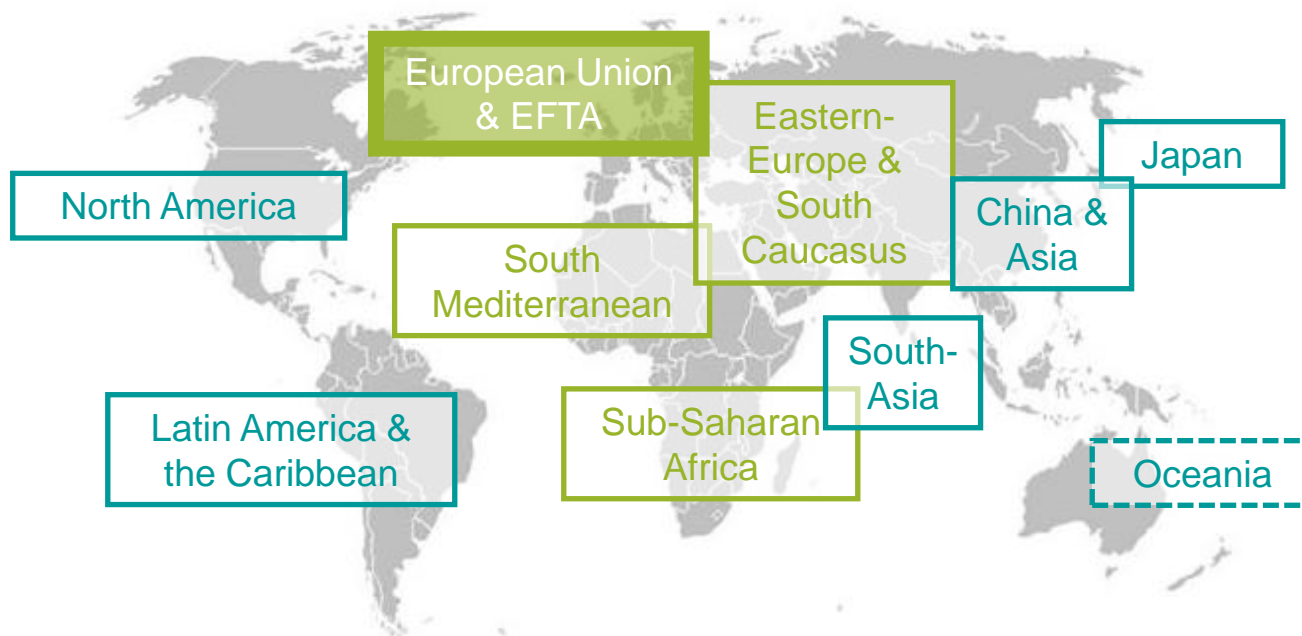 European Union
& EFTA
Eastern-
Europe &
South
Caucasus
Japan
North America
China &
Asia
South
Mediterranean
South-
Asia
Latin America &
the Caribbean
Sub-Saharan
Africa
Oceania